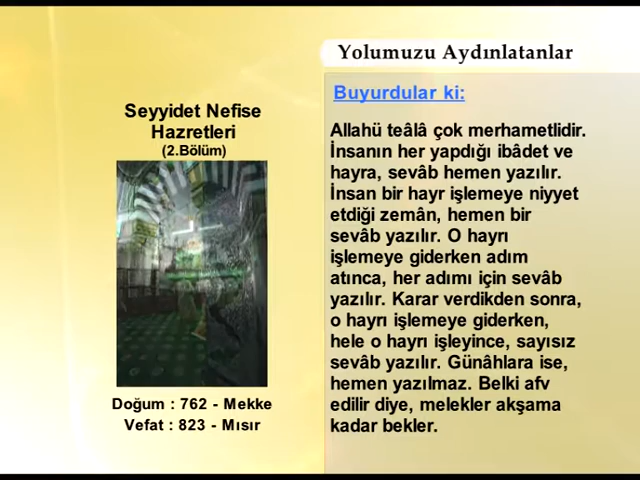 Yolumuzu Aydınlatanlar
Seyyidet Nefise
Hazretleri
(2.Bölüm)
Doğum : 762 - Mekke
Vefat : 823 - Mısır
Buyurdular ki:
Allahü teâlâ çok merhametlidir.
İnsanın her yapdığı ibâdet ve
hayra, sevâb hemen yazılır.
İnsan bir hayr işlemeye niyyet
etdiği zemân, hemen bir
sevâb yazılır. O hayrı
işlemeye giderken adım
atınca, her adımı için sevâb
yazılır. Karar verdikden sonra,
o hayrı işlemeye giderken,
hele o hayrı işleyince, sayısız
sevâb yazılır. Günâhlara ise,
hemen yazılmaz. Belki afv
edilir diye, melekler akşama
kadar bekler.